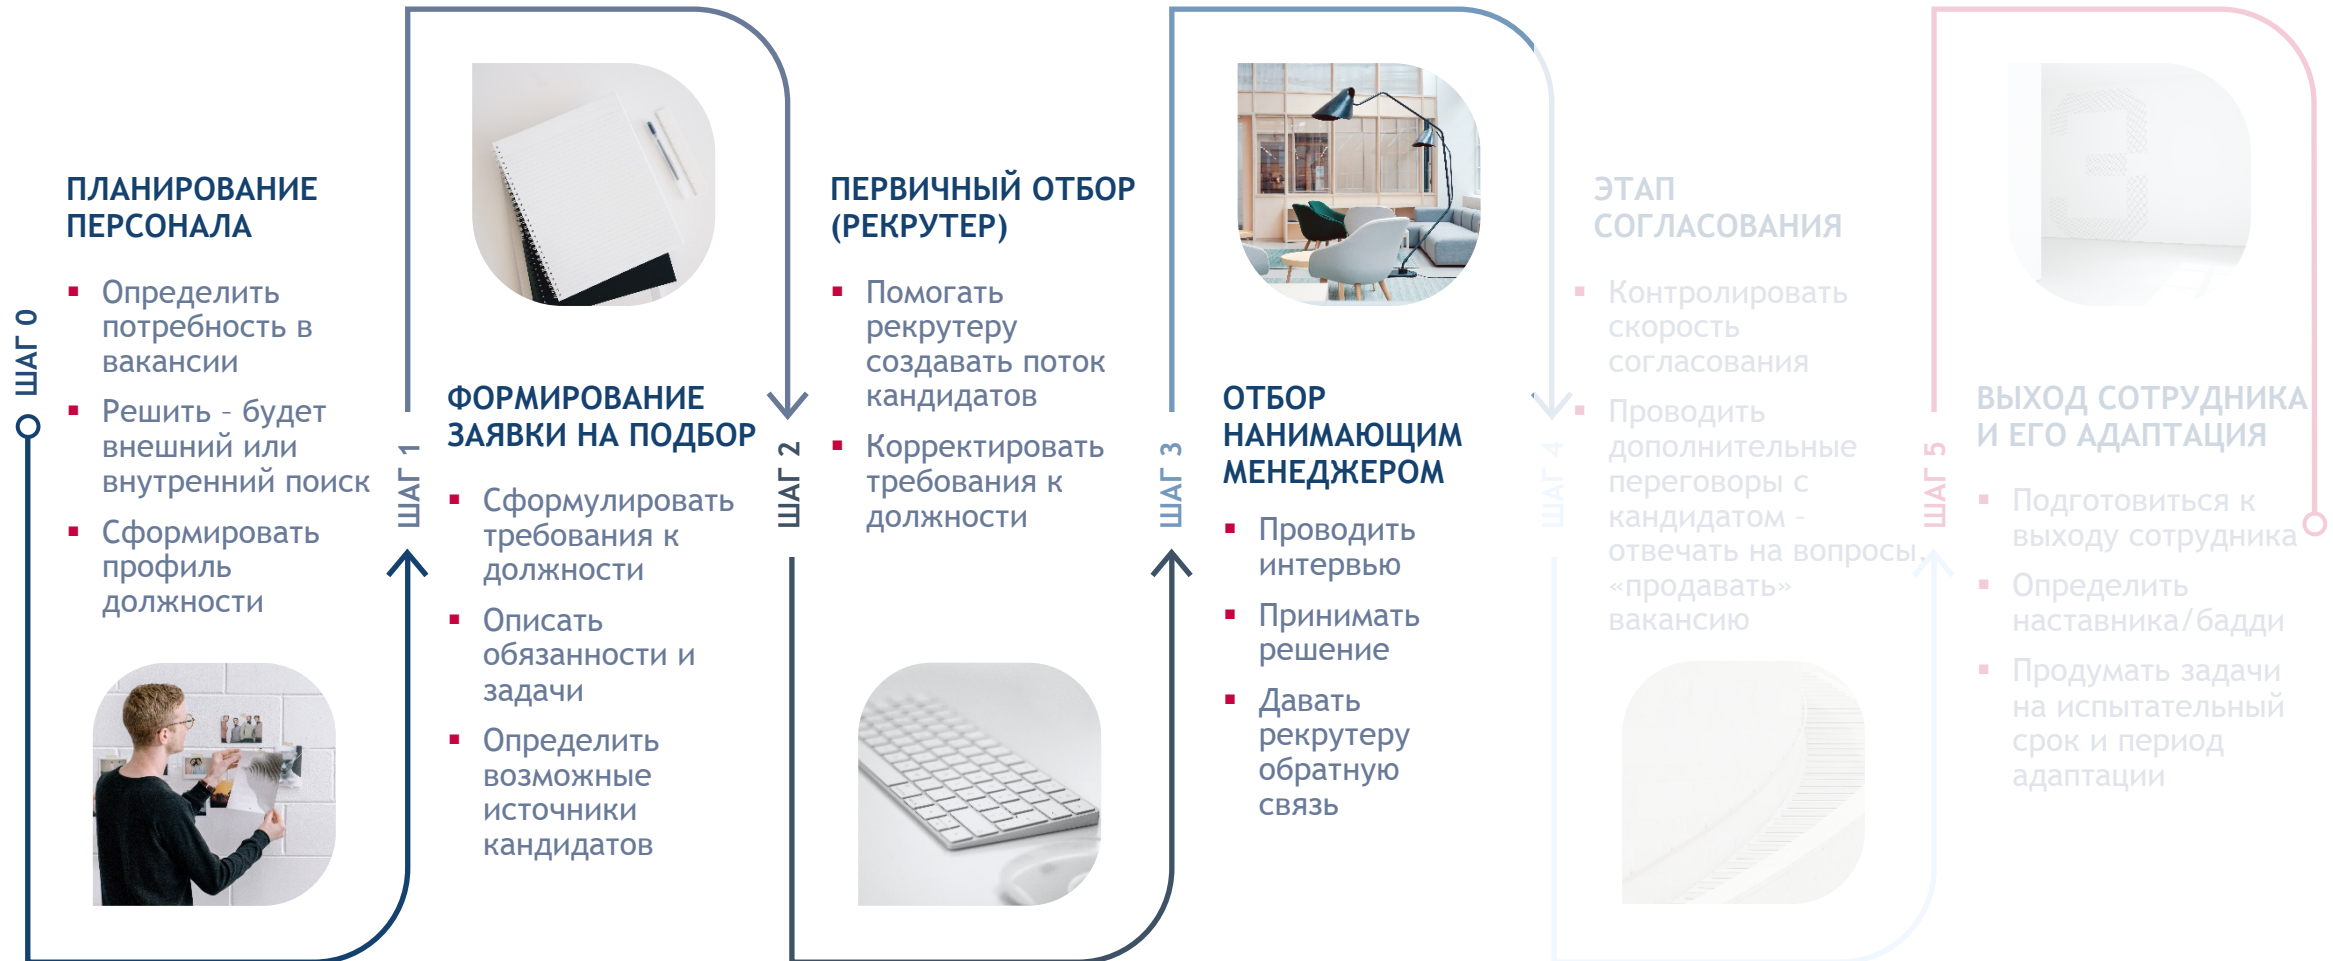 ШАГ 0
ПЛАНИРОВАНИЕ
ПЕРСОНАЛА
▪ Определить
потребность в
вакансии
▪ Решить – будет
внешний или
внутренний поиск
▪ Сформировать
профиль
должности
ШАГ 1
ФОРМИРОВАНИЕ
ЗАЯВКИ НА ПОДБОР
▪ Сформулировать
требования к
должности
▪ Описать
обязанности и
задачи
▪ Определить
возможные
источники
кандидатов
ШАГ 2
ПЕРВИЧНЫЙ ОТБОР
(РЕКРУТЕР)
▪ Помогать
рекрутеру
создавать поток
кандидатов
▪ Корректировать
требования к
должности
ШАГ 3
ОТБОР
НАНИМАЮЩИМ
МЕНЕДЖЕРОМ
▪ Проводить
интервью
▪ Принимать
решение
▪ Давать
рекрутеру
обратную
связь
ШАГ 4
ЭТАП
СОГЛАСОВАНИЯ
▪ Контролировать
скорость
согласования
▪ Проводить
дополнительные
переговоры с
кандидатом –
отвечать на вопросы,
«продавать»
вакансию
ШАГ 5
ВЫХОД СОТРУДНИКА
И ЕГО АДАПТАЦИЯ
▪ Подготовиться к
выходу сотрудника
▪ Определить
наставника/бадди
▪ Продумать задачи
на испытательный
срок и период
адаптации